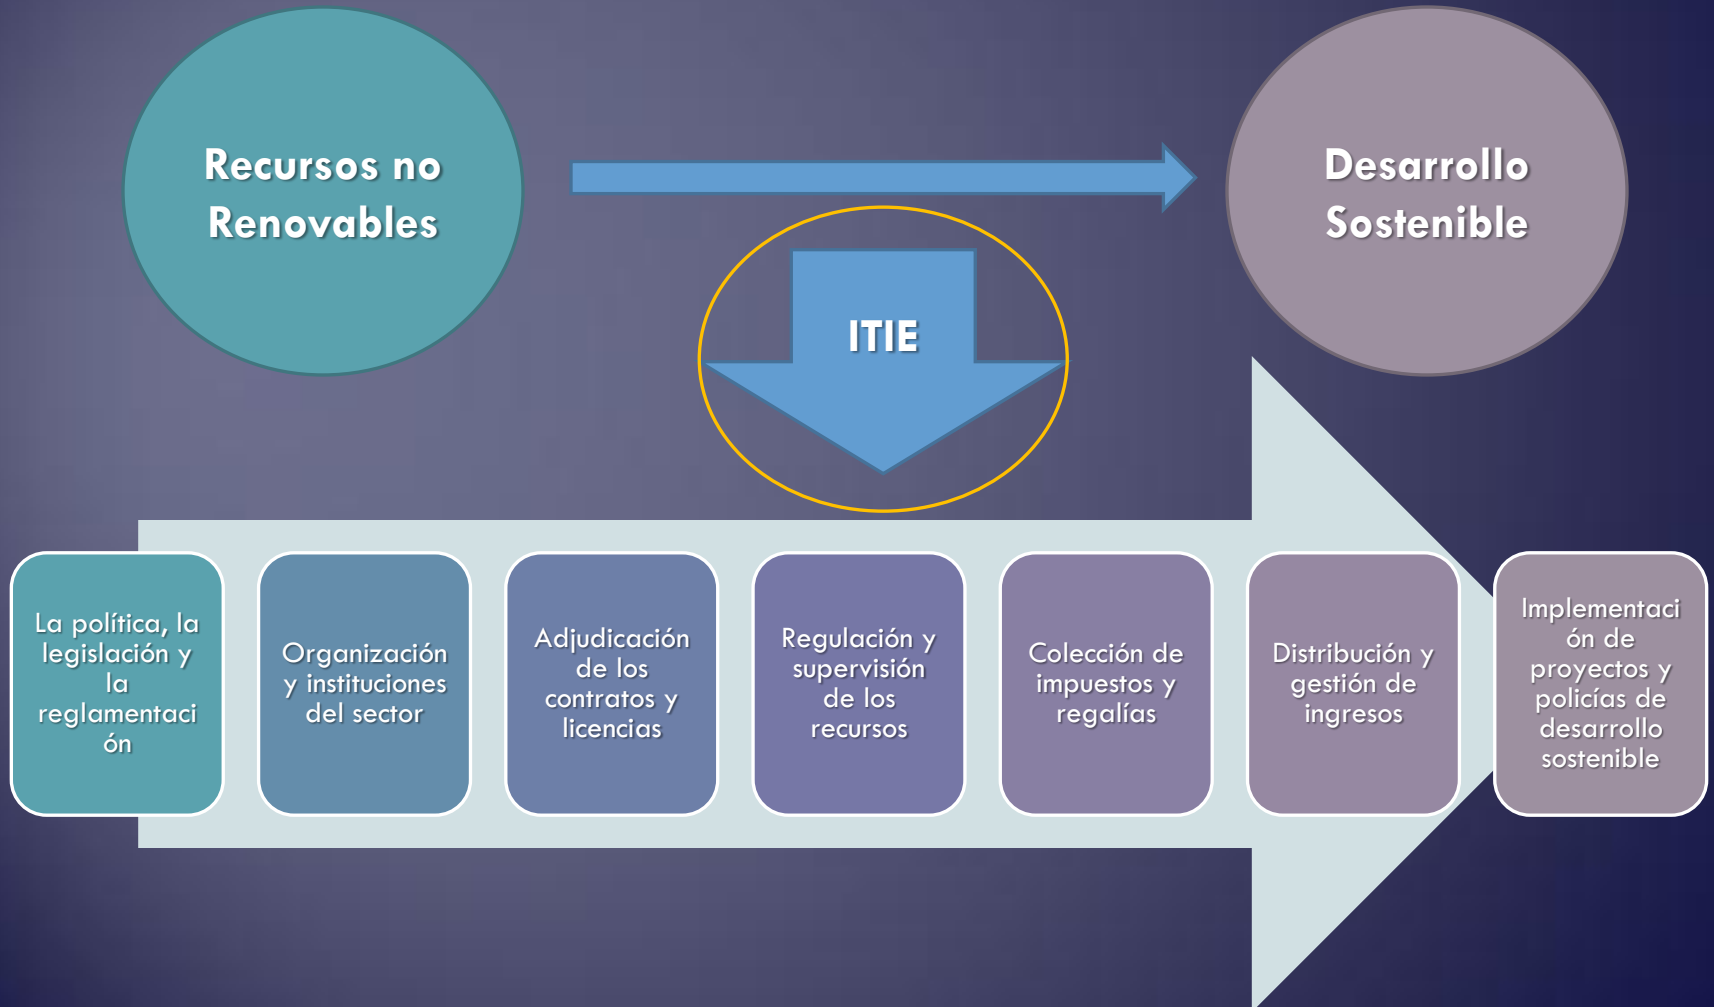 Recursos no
Renovables
Desarrollo
Sostenible
ITIE
La política, la
legislación y
la
reglamentaci
ón
Organización
y instituciones
del sector
Adjudicación
de los
contratos y
licencias
Regulación y
supervisión
de los
recursos
Colección de
impuestos y
regalías
Distribución y
gestión de
ingresos
Implementaci
ón de
proyectos y
policías de
desarrollo
sostenible